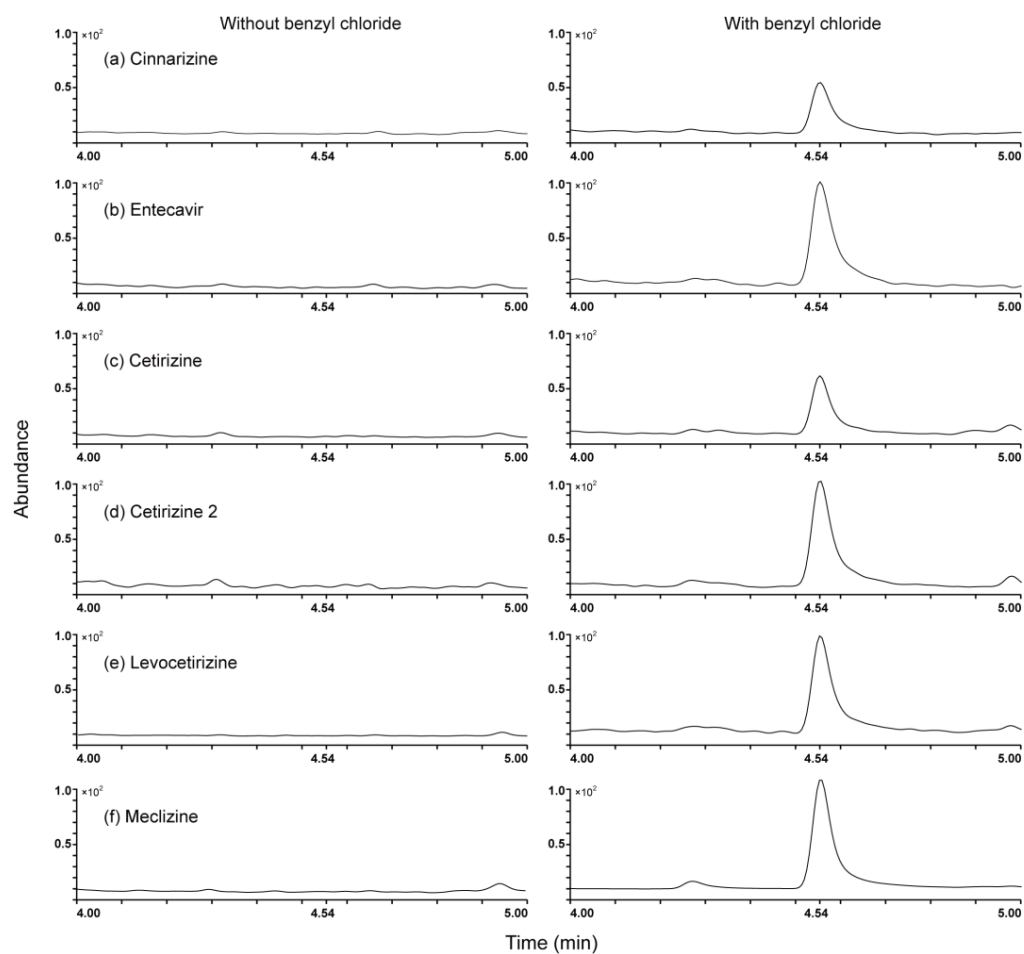 Without benzyl chloride
With benzyl chloride
1.0 ×10²
(a) Cinnarizine
0.5
4.00 4.54 5.00
1.0 ×10²
0.5
4.00 4.54 5.00
1.0 ×10²
(b) Entecavir
0.5
4.00 4.54 5.00
1.0 ×10²
0.5
4.00 4.54 5.00
1.0 ×10²
(c) Cetirizine
0.5
4.00 4.54 5.00
1.0 ×10²
0.5
4.00 4.54 5.00
Abundance
1.0 ×10²
(d) Cetirizine 2
0.5
4.00 4.54 5.00
1.0 ×10²
0.5
4.00 4.54 5.00
1.0 ×10²
(e) Levocetirizine
0.5
4.00 4.54 5.00
1.0 ×10²
0.5
4.00 4.54 5.00
1.0 ×10²
(f) Meclizine
0.5
4.00 4.54 5.00
1.0 ×10²
0.5
4.00 4.54 5.00
Time (min)